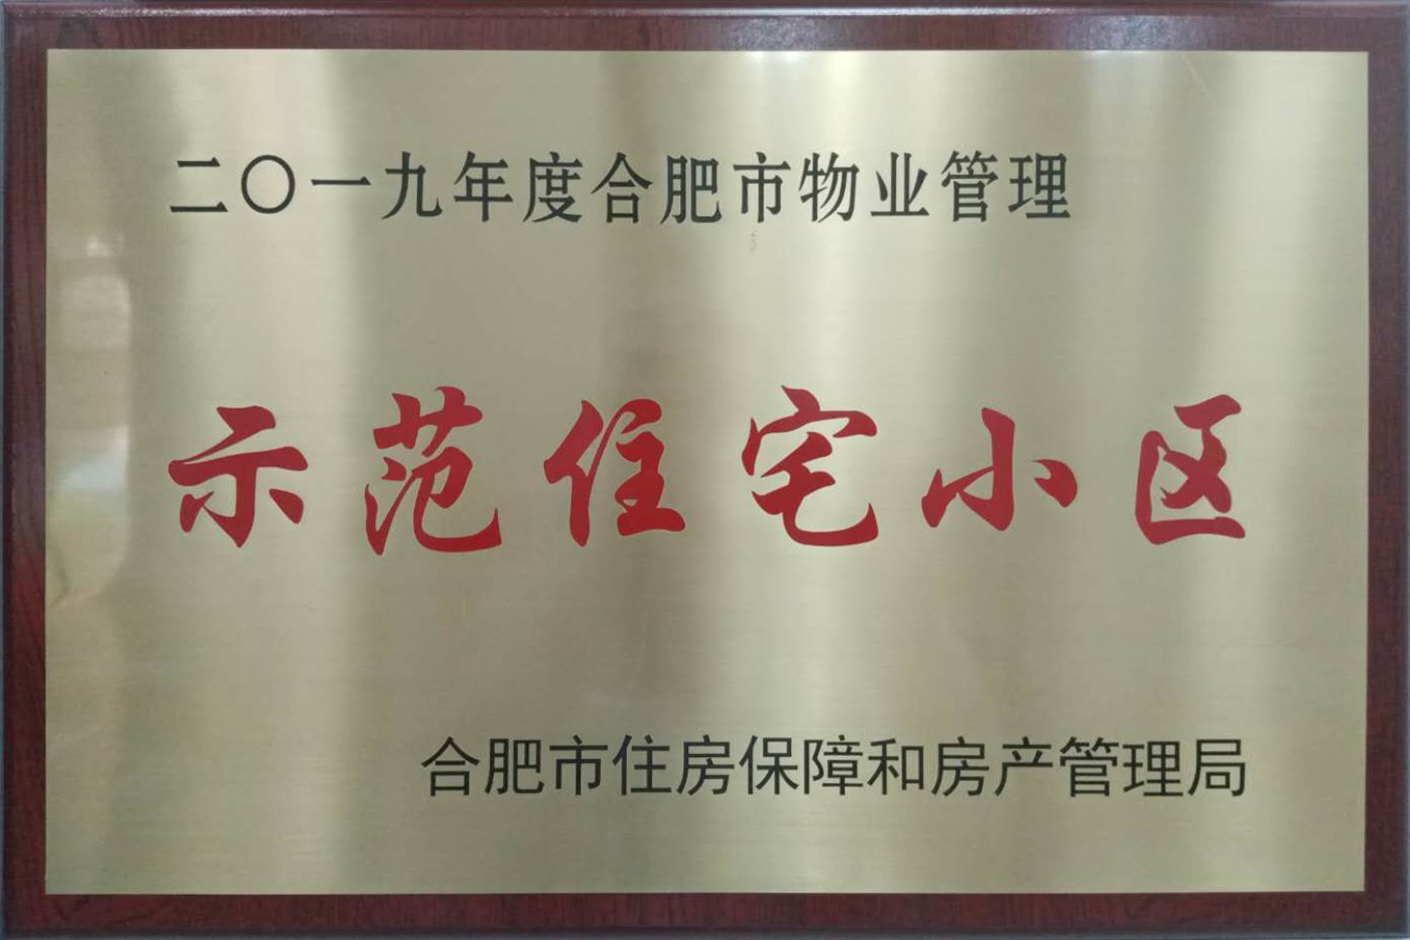 二〇一九年度合肥市物业管理
示范住宅小区
合肥市住房保障和房产管理局